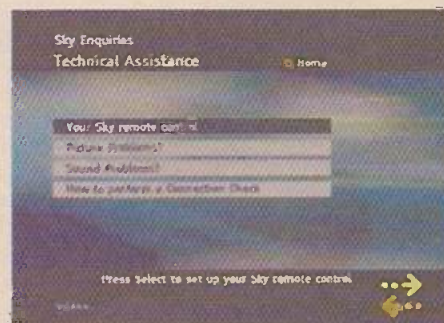 Sky Enquiries
Technical Assistance
Home
Your Sky remote control
Picture Problems?
Sound Problems?
How to perform a Connection Check
Press Select to set up your Sky remote control